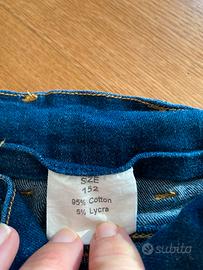 SIZE
152
95% Cotton
5% Lycra
subito